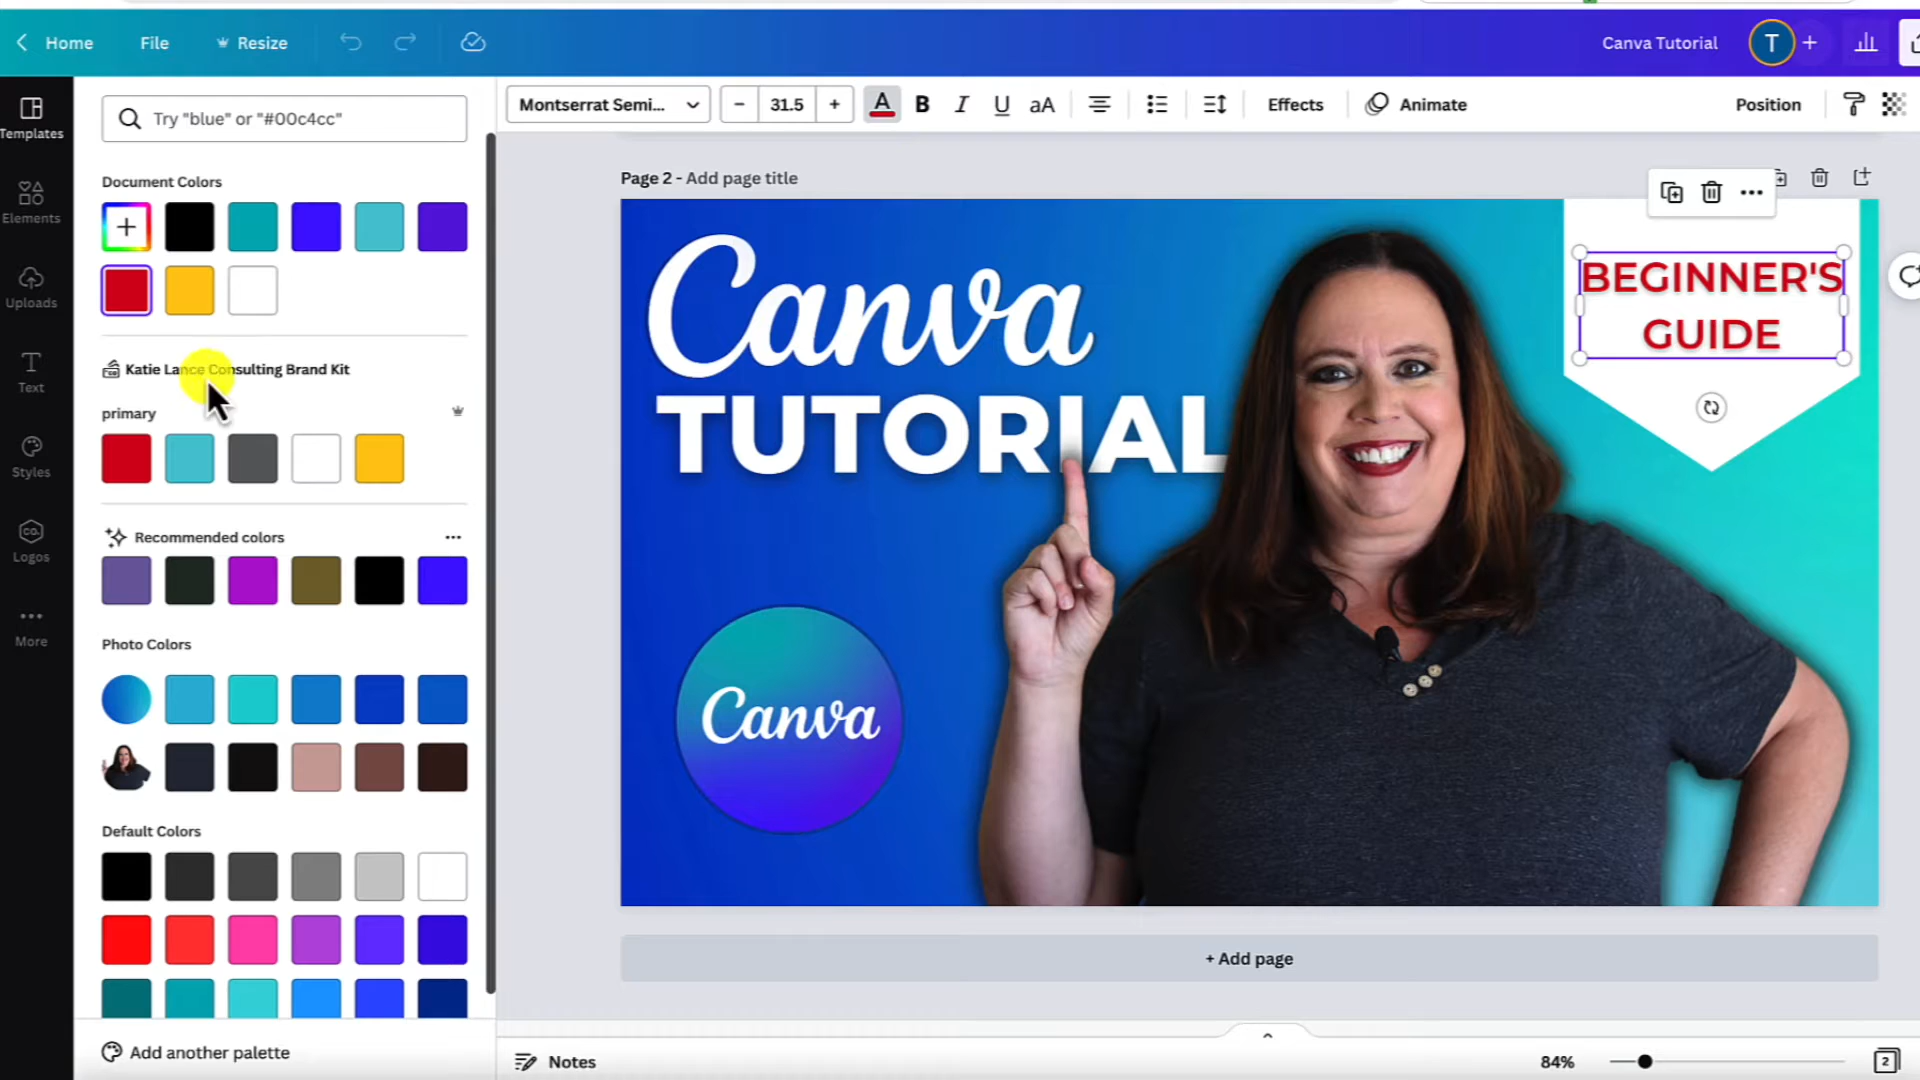 Home File Resize Canva Tutorial T
Montserrat Semi... 31.5 A B I U aA Effects Animate Position
Templates
Elements
Uploads
Text
Styles
Logos
More
Try "blue" or "#00c4cc"
Document Colors
Katie Lance Consulting Brand Kit
primary
Recommended colors
Photo Colors
Default Colors
Add another palette
Page 2 - Add page title
Canva
TUTORIAL
BEGINNER'S
GUIDE
Canva
+ Add page
Notes 84% 2